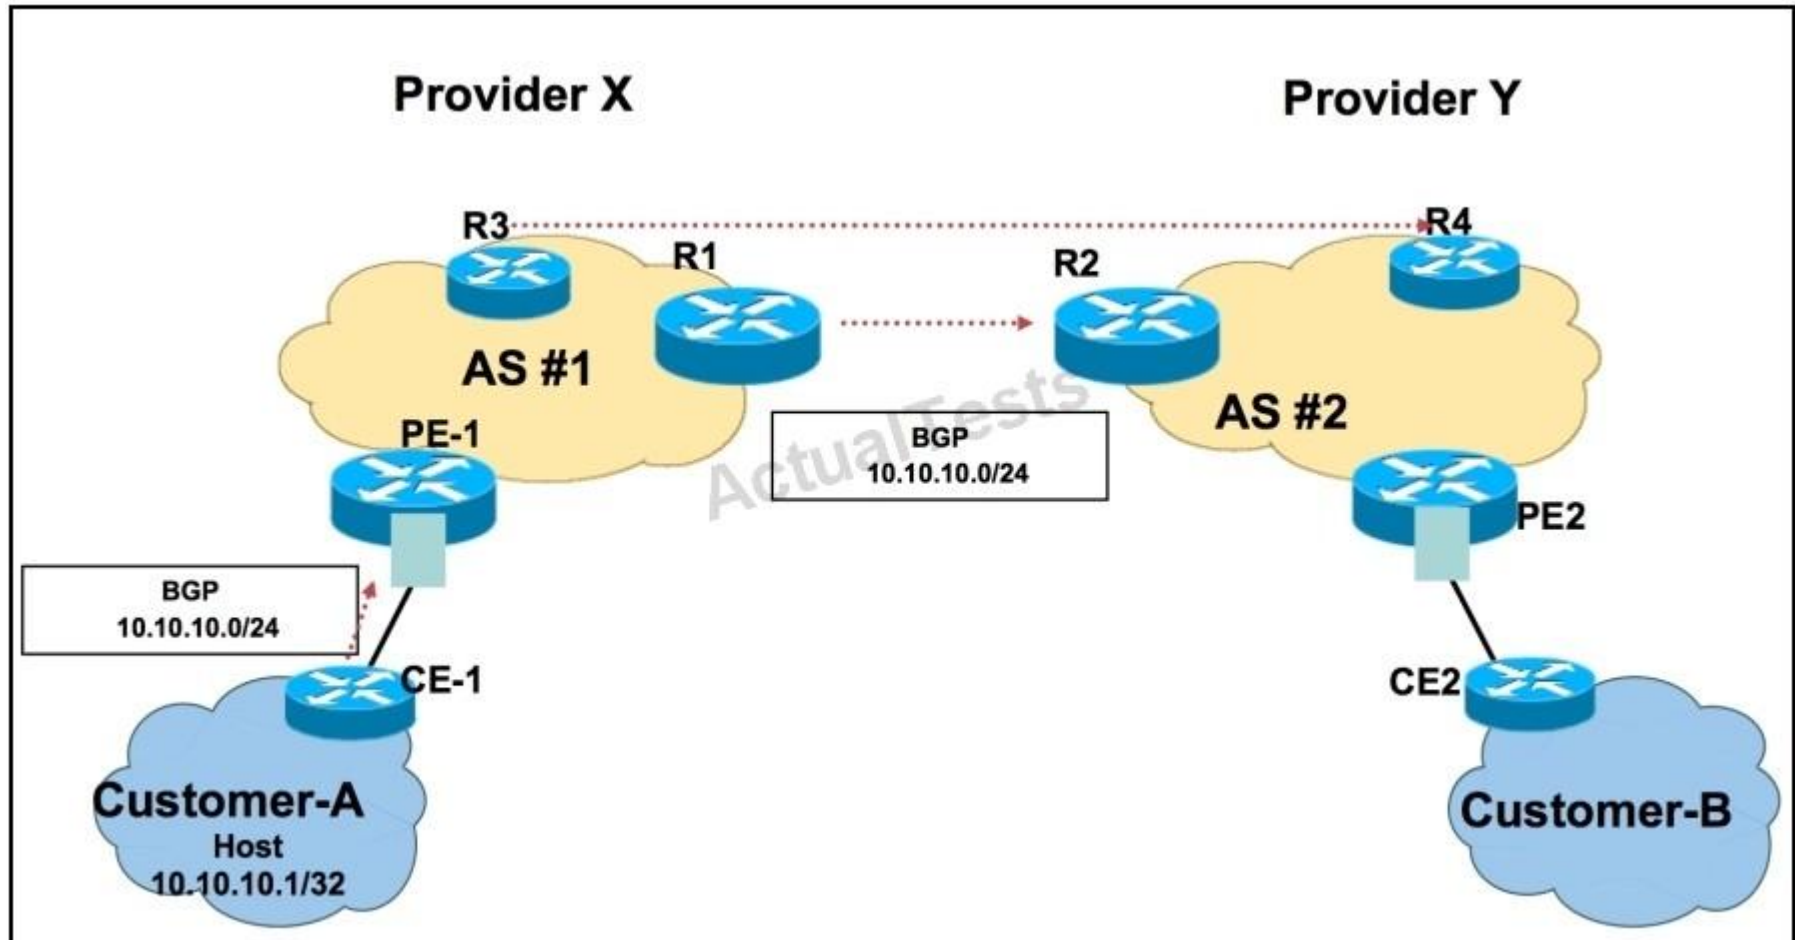 Provider X
Provider Y
R3
R4
R1
R2
AS #1
AS #2
PE-1
BGP
10.10.10.0/24
ActualTests
PE2
BGP
10.10.10.0/24
CE-1
CE2
Customer-A
Host
10.10.10.1/32
Customer-B